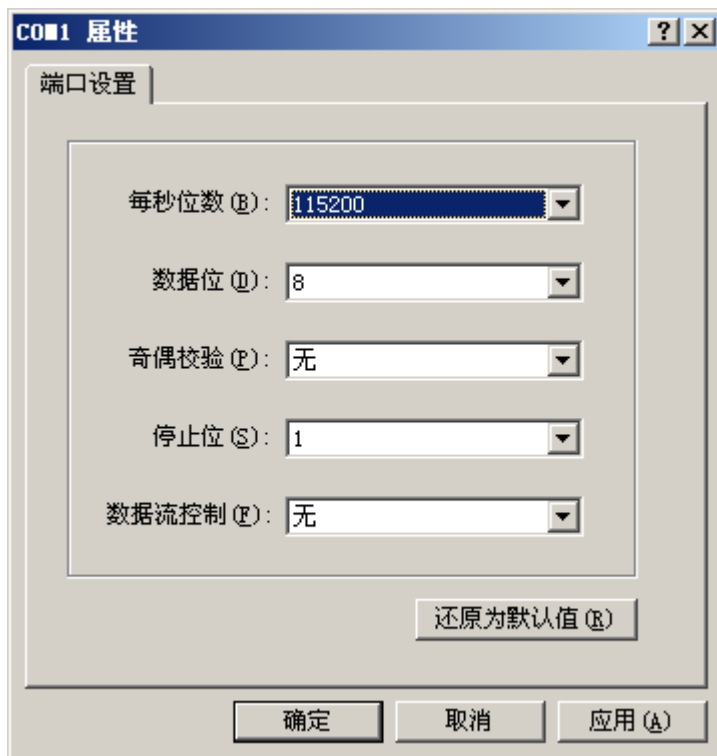 COM1 属性
端口设置
每秒位数(B): 115200
数据位(D): 8
奇偶校验(P): 无
停止位(S): 1
数据流控制(F): 无
还原为默认值(R)
确定 取消 应用(A)